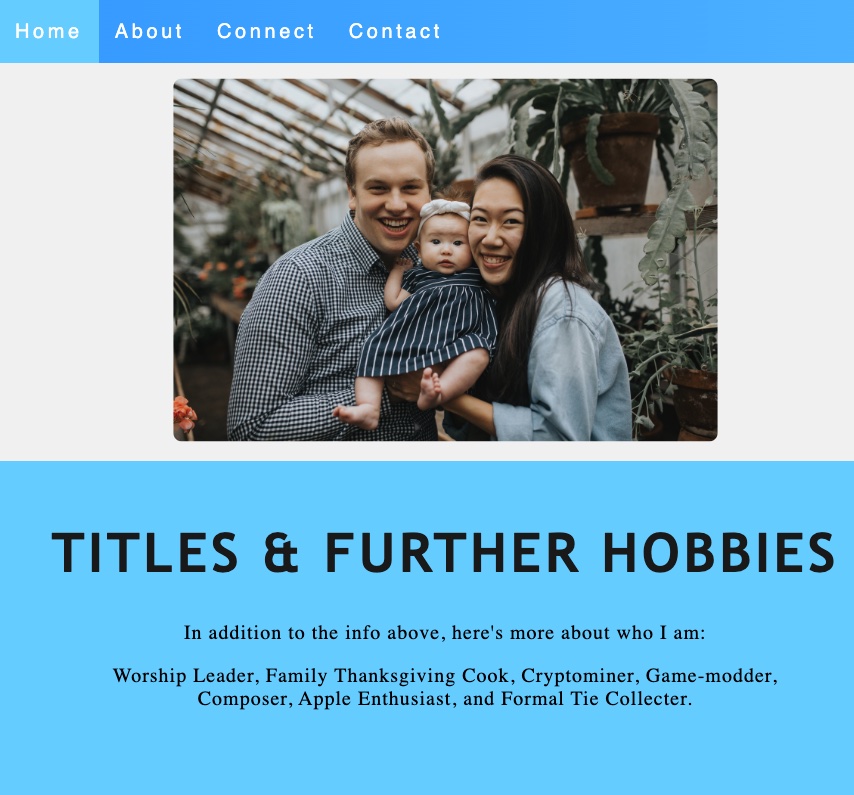 Home About Connect Contact
TITLES & FURTHER HOBBIES
In addition to the info above, here's more about who I am:
Worship Leader, Family Thanksgiving Cook, Cryptominer, Game-modder,
Composer, Apple Enthusiast, and Formal Tie Collecter.